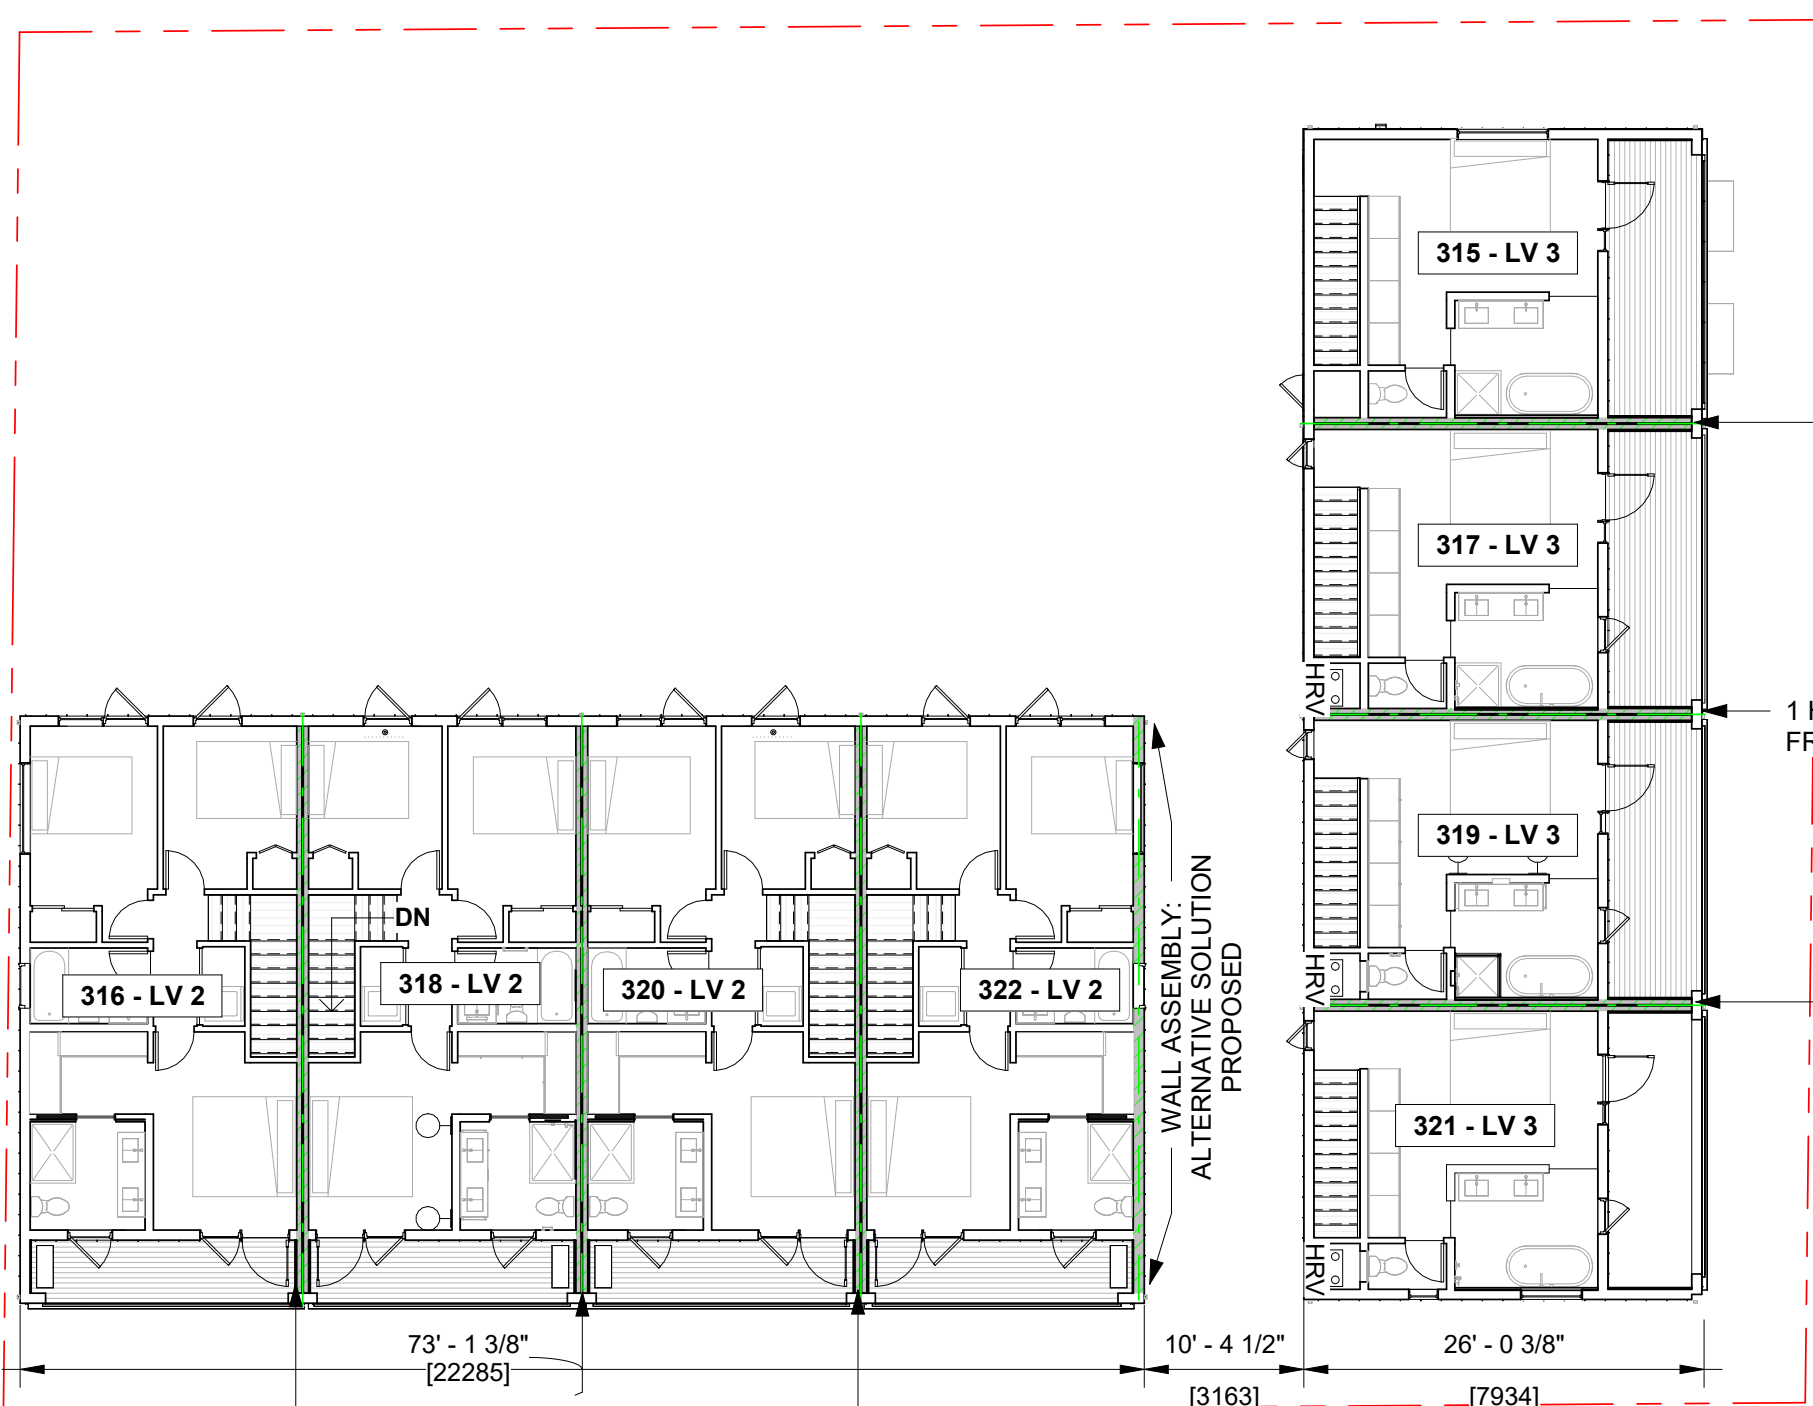 315 - LV 3
317 - LV 3
HRV
1 H
FR
319 - LV 3
HRV
321 - LV 3
HRV
DN
316 - LV 2
318 - LV 2
320 - LV 2
322 - LV 2
WALL ASSEMBLY:
ALTERNATIVE SOLUTION
PROPOSED
73' - 1 3/8"
[22285]
10' - 4 1/2"
[3163]
26' - 0 3/8"
[7934]